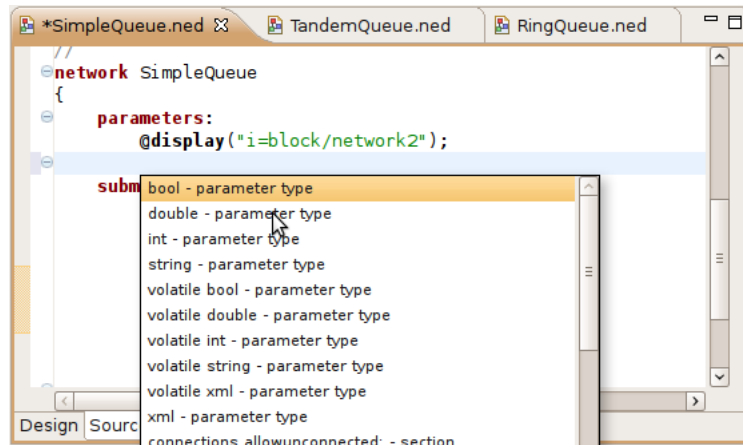 *SimpleQueue.ned TandemQueue.ned RingQueue.ned
//
network SimpleQueue
{
parameters:
@display("i=block/network2");
subm
bool - parameter type
double - parameter type
int - parameter type
string - parameter type
volatile bool - parameter type
volatile double - parameter type
volatile int - parameter type
volatile string - parameter type
volatile xml - parameter type
xml - parameter type
connections allowunconnected: - section
Design Sourc